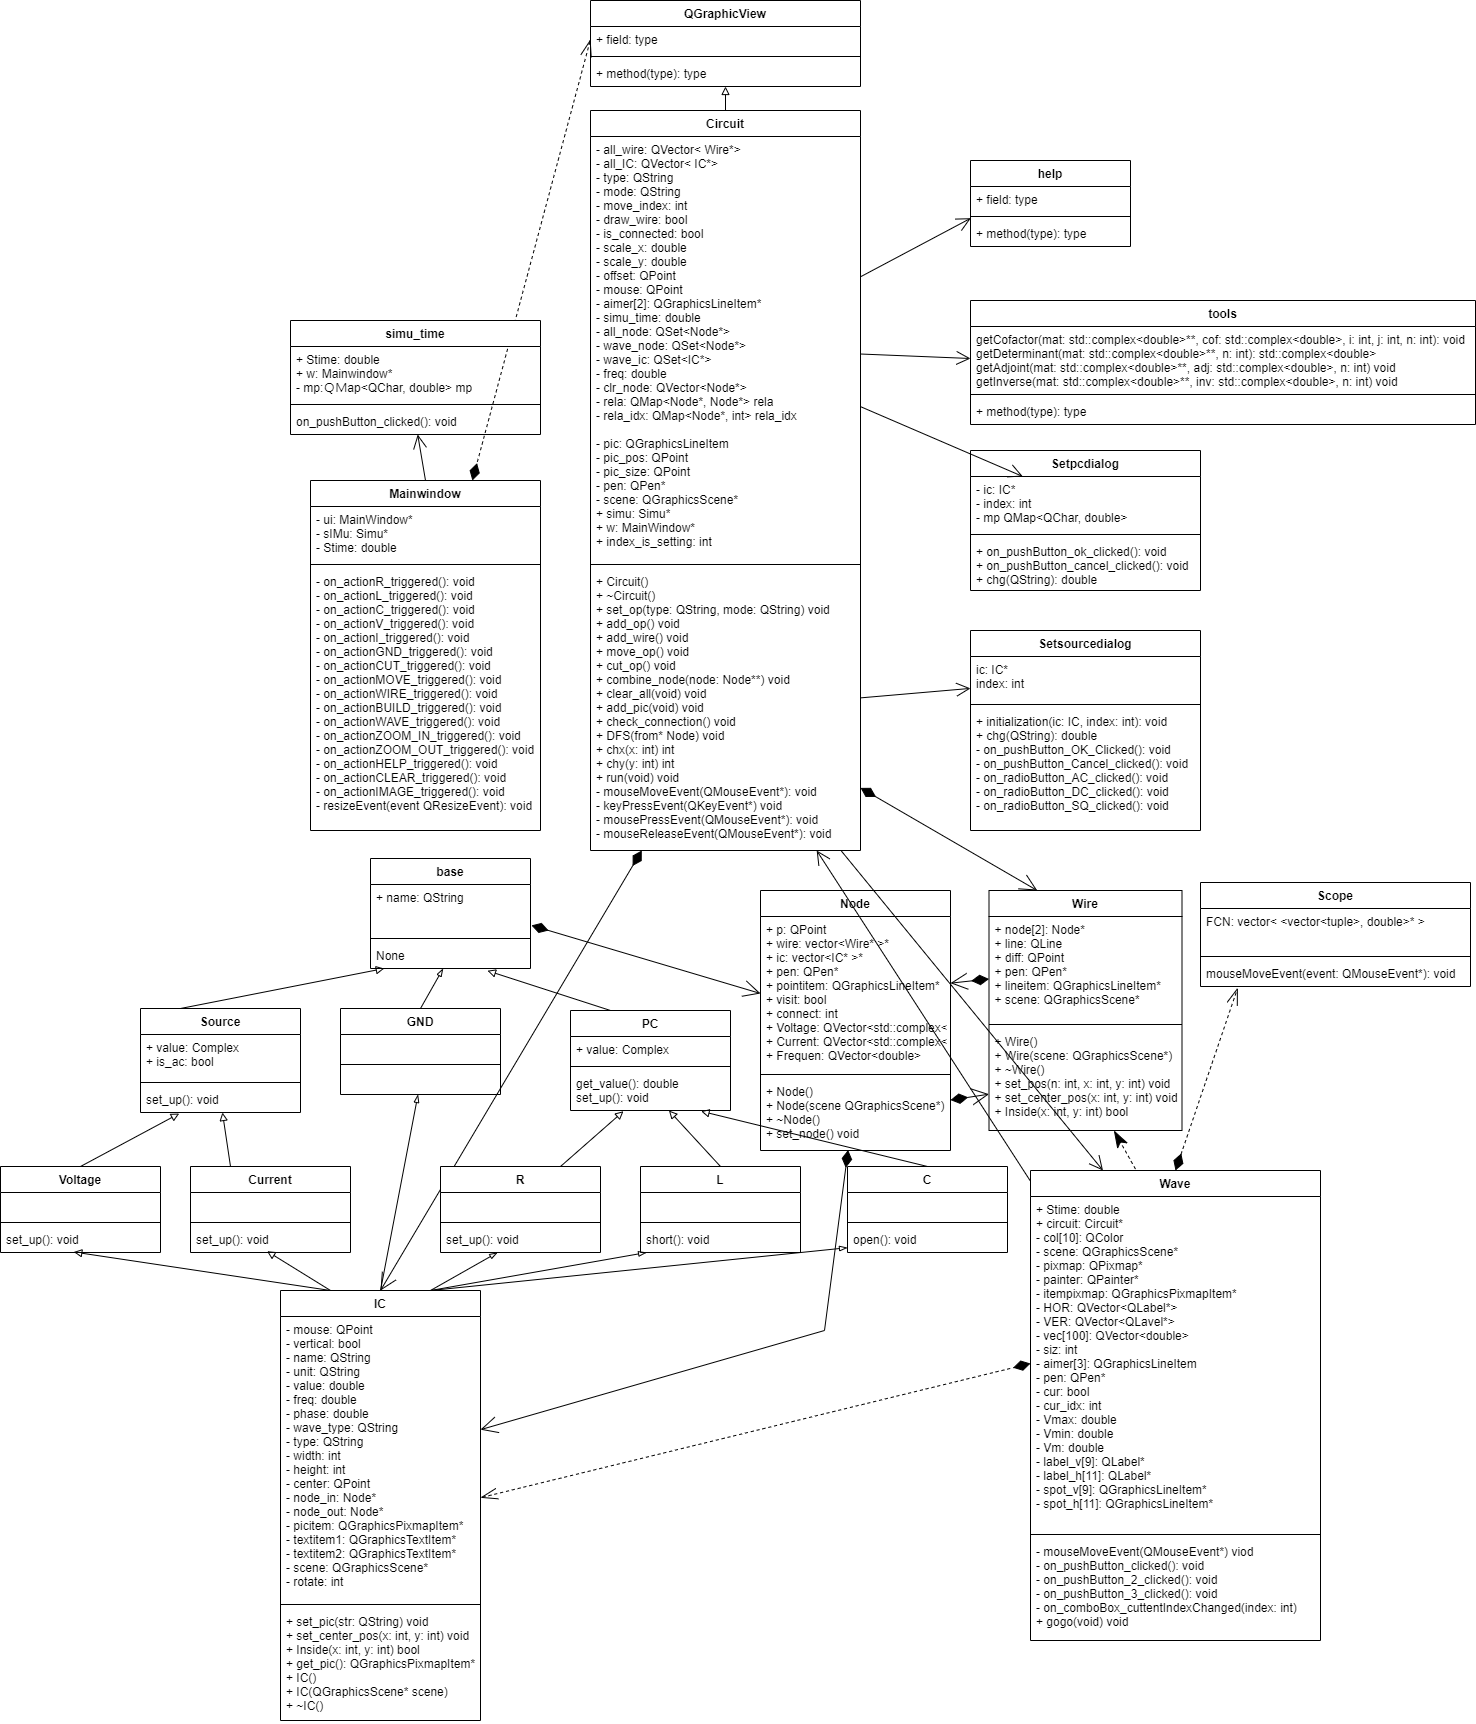 QGraphicView
+ field: type
+ method(type): type
Circuit
- all_wire: QVector< Wire*>
- all_IC: QVector< IC*>
- type: QString
- mode: QString
- move_index: int
- draw_wire: bool
- is_connected: bool
- scale_x: double
- scale_y: double
- offset: QPoint
- mouse: QPoint
- aimer[2]: QGraphicsLineItem*
- simu_time: double
- all_node: QSet<Node*>
- wave_node: QSet<Node*>
- wave_ic: QSet<IC*>
- freq: double
- clr_node: QVector<Node*>
- rela: QMap<Node*, Node*> rela
- rela_idx: QMap<Node*, int> rela_idx
- pic: QGraphicsLineItem
- pic_pos: QPoint
- pic_size: QPoint
- pen: QPen*
- scene: QGraphicsScene*
+ simu: Simu*
+ w: MainWindow*
+ index_is_setting: int
+ Circuit()
+ ~Circuit()
+ set_op(type: QString, mode: QString) void
+ add_op() void
+ add_wire() void
+ move_op() void
+ cut_op() void
+ combine_node(node: Node**) void
+ clear_all(void) void
+ add_pic(void) void
+ check_connection() void
+ DFS(from* Node) void
+ chx(x: int) int
+ chy(y: int) int
+ run(void) void
- mouseMoveEvent(QMouseEvent*): void
- keyPressEvent(QKeyEvent*) void
- mousePressEvent(QMouseEvent*): void
- mouseReleaseEvent(QMouseEvent*): void
help
+ field: type
+ method(type): type
tools
getCofactor(mat: std::complex<double>**, cof: std::complex<double>, i: int, j: int, n: int): void
getDeterminant(mat: std::complex<double>**, n: int): std::complex<double>
getAdjoint(mat: std::complex<double>**, adj: std::complex<double>, n: int) void
getInverse(mat: std::complex<double>**, inv: std::complex<double>, n: int) void
+ method(type): type
simu_time
+ Stime: double
+ w: Mainwindow*
- mp:QMap<QChar, double> mp
on_pushButton_clicked(): void
Setpcdialog
- ic: IC*
- index: int
- mp QMap<QChar, double>
+ on_pushButton_ok_clicked(): void
+ on_pushButton_cancel_clicked(): void
+ chg(QString): double
Mainwindow
- ui: MainWindow*
- sIMu: Simu*
- Stime: double
- on_actionR_triggered(): void
- on_actionL_triggered(): void
- on_actionC_triggered(): void
- on_actionV_triggered(): void
- on_actionI_triggered(): void
- on_actionGND_triggered(): void
- on_actionCUT_triggered(): void
- on_actionMOVE_triggered(): void
- on_actionWIRE_triggered(): void
- on_actionBUILD_triggered(): void
- on_actionWAVE_triggered(): void
- on_actionZOOM_IN_triggered(): void
- on_actionZOOM_OUT_triggered(): void
- on_actionHELP_triggered(): void
- on_actionCLEAR_triggered(): void
- on_actionIMAGE_triggered(): void
- resizeEvent(event QResizeEvent): void
Setsourcedialog
ic: IC*
index: int
+ initialization(ic: IC, index: int): void
+ chg(QString): double
- on_pushButton_OK_Clicked(): void
- on_pushButton_Cancel_clicked(): void
- on_radioButton_AC_clicked(): void
- on_radioButton_DC_clicked(): void
- on_radioButton_SQ_clicked(): void
base
+ name: QString
None
Node
+ p: QPoint
+ wire: vector<Wire* >*
+ ic: vector<IC* >*
+ pen: QPen*
+ pointitem: QGraphicsLineItem*
+ visit: bool
+ connect: int
+ Voltage: QVector<std::complex<
+ Current: QVector<std::complex<
+ Frequen: QVector<double>
+ Node()
+ Node(scene QGraphicsScene*)
+ ~Node()
+ set_node() void
Wire
+ node[2]: Node*
+ line: QLine
+ diff: QPoint
+ pen: QPen*
+ lineitem: QGraphicsLineItem*
+ scene: QGraphicsScene*
+ Wire()
+ Wire(scene: QGraphicsScene*)
+ ~Wire()
+ set_pos(n: int, x: int, y: int) void
+ set_center_pos(x: int, y: int) void
+ Inside(x: int, y: int) bool
Scope
FCN: vector< <vector<tuple>, double>* >
mouseMoveEvent(event: QMouseEvent*): void
Source
+ value: Complex
+ is_ac: bool
set_up(): void
GND
PC
+ value: Complex
get_value(): double
set_up(): void
Voltage
set_up(): void
Current
set_up(): void
R
set_up(): void
L
short(): void
C
open(): void
Wave
+ Stime: double
+ circuit: Circuit*
- col[10]: QColor
- scene: QGraphicsScene*
- pixmap: QPixmap*
- painter: QPainter*
- itempixmap: QGraphicsPixmapItem*
- HOR: QVector<QLabel*>
- VER: QVector<QLavel*>
- vec[100]: QVector<double>
- siz: int
- aimer[3]: QGraphicsLineItem
- pen: QPen*
- cur: bool
- cur_idx: int
- Vmax: double
- Vmin: double
- Vm: double
- label_v[9]: QLabel*
- label_h[11]: QLabel*
- spot_v[9]: QGraphicsLineItem*
- spot_h[11]: QGraphicsLineItem*
- mouseMoveEvent(QMouseEvent*) viod
- on_pushButton_clicked(): void
- on_pushButton_2_clicked(): void
- on_pushButton_3_clicked(): void
- on_comboBox_cuttentIndexChanged(index: int)
+ gogo(void) void
IC
- mouse: QPoint
- vertical: bool
- name: QString
- unit: QString
- value: double
- freq: double
- phase: double
- wave_type: QString
- type: QString
- width: int
- height: int
- center: QPoint
- node_in: Node*
- node_out: Node*
- picitem: QGraphicsPixmapItem*
- textitem1: QGraphicsTextItem*
- textitem2: QGraphicsTextItem*
- scene: QGraphicsScene*
- rotate: int
+ set_pic(str: QString) void
+ set_center_pos(x: int, y: int) void
+ Inside(x: int, y: int) bool
+ get_pic(): QGraphicsPixmapItem*
+ IC()
+ IC(QGraphicsScene* scene)
+ ~IC()